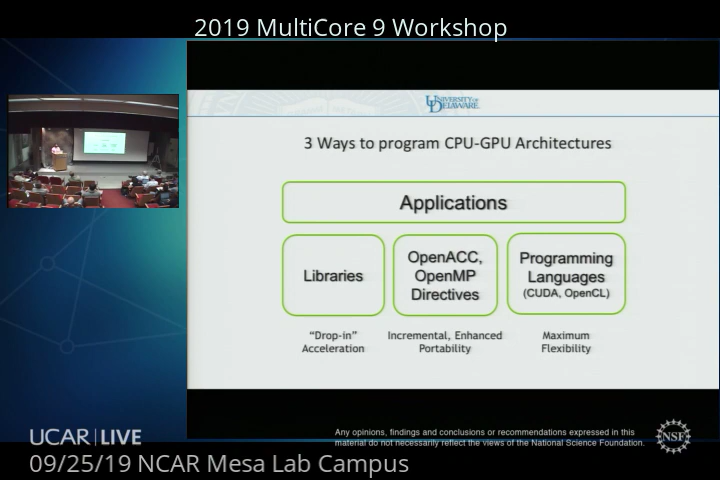 2019 MultiCore 9 Workshop
UNIVERSITY OF
DELAWARE
3 Ways to program CPU-GPU Architectures
Applications
Libraries
OpenACC,
OpenMP
Directives
Programming
Languages
(CUDA, OpenCL)
“Drop-in”
Acceleration
Incremental, Enhanced
Portability
Maximum
Flexibility
UCAR|LIVE
Any opinions, findings and conclusions or recommendations expressed in this
material do not necessarily reflect the views of the National Science Foundation.
NSF
09/25/19 NCAR Mesa Lab Campus